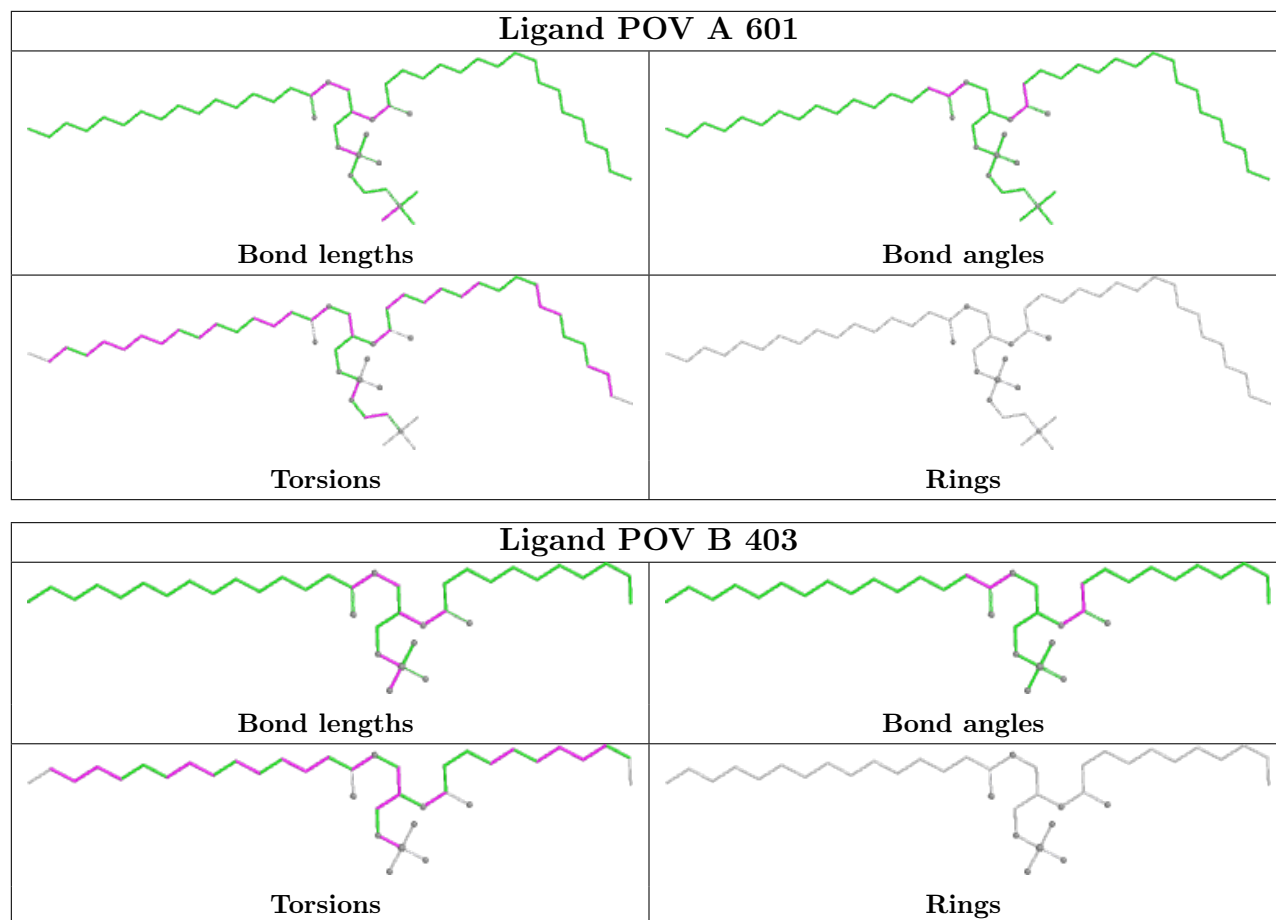 Ligand POV A 601
Bond lengths
Bond angles
Torsions
Rings
Ligand POV B 403
Bond lengths
Bond angles
Torsions
Rings